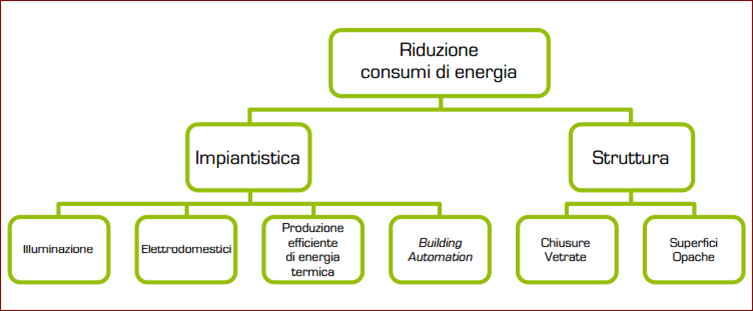 Riduzione
consumi di energia
Impiantistica
Struttura
Illuminazione
Elettrodomestici
Produzione
efficiente
di energia
termica
Building
Automation
Chiusure
Vetrate
Superfici
Opache